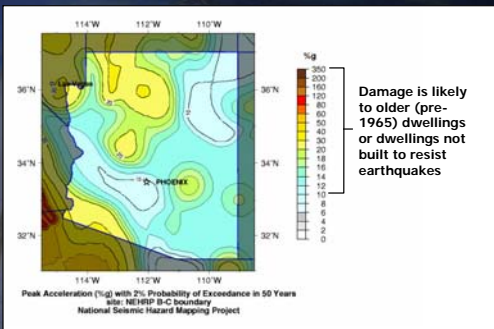 114°W 112°W 110°W
%g
350
200
160
120
80
60
50
40
30
20
18
16
14
12
10
8
6
4
2
0
36°N 36°N
34°N 34°N
32°N 32°N
Las Vegas
PHOENIX
114°W 112°W 110°W
Damage is likely
to older (pre-
1965) dwellings
or dwellings not
built to resist
earthquakes
Peak Acceleration (%g) with 2% Probability of Exceedance in 50 Years
site: NEHRP B-C boundary
National Seismic Hazard Mapping Project